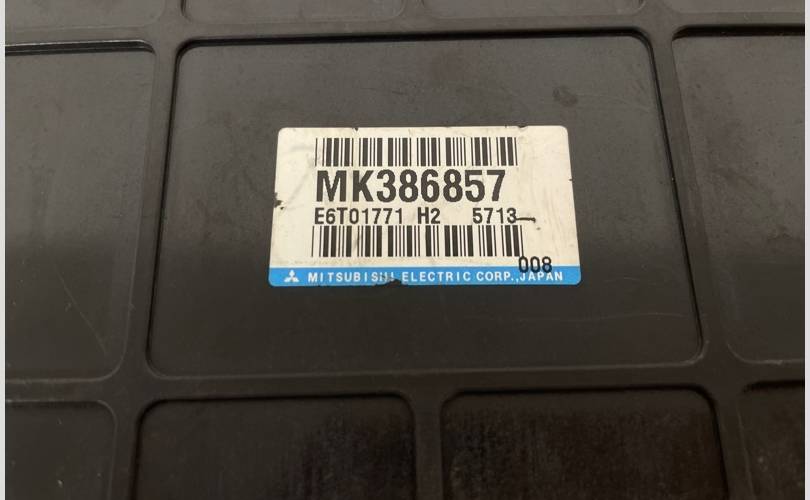 MK386857
E6T01771 H2 5713
008
MITSUBISHI ELECTRIC CORP., JAPAN